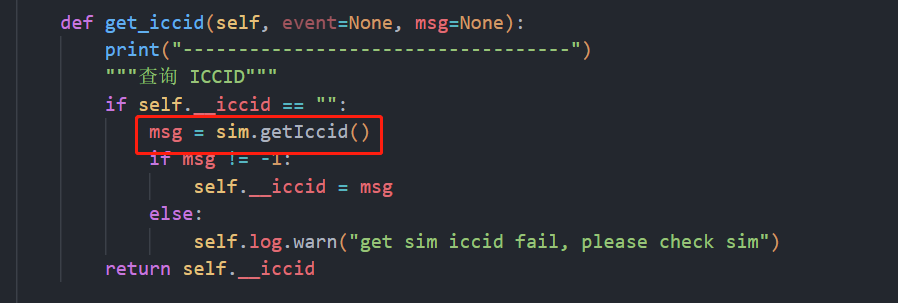 def get_iccid(self, event=None, msg=None):
print("-----------------------------------")
"""查询 ICCID"""
if self.__iccid == "":
msg = sim.getIccid()
if msg != -1:
self.__iccid = msg
else:
self.log.warn("get sim iccid fail, please check sim")
return self.__iccid